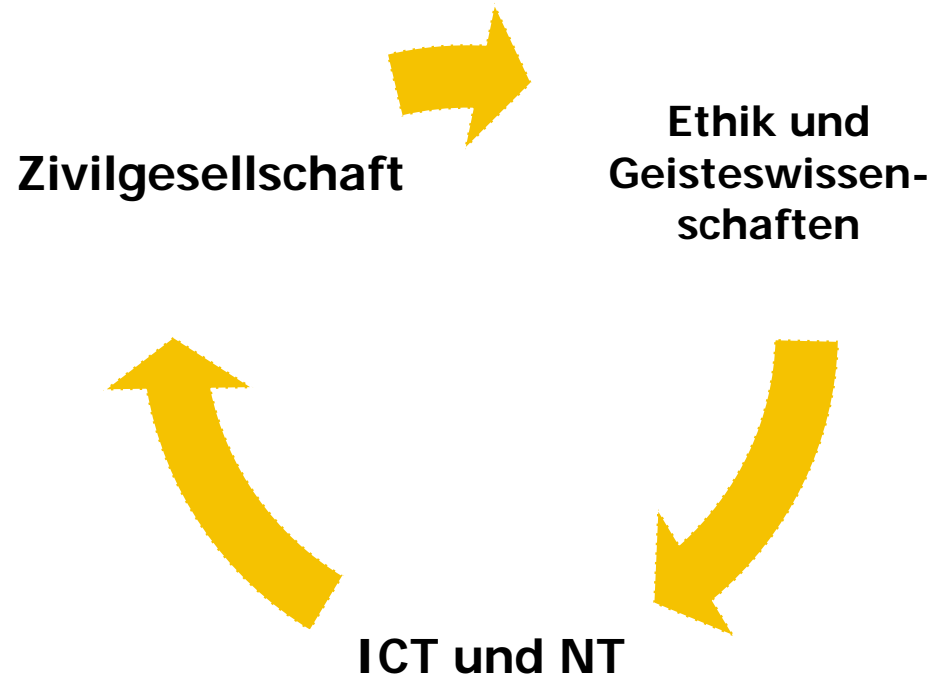 Zivilgesellschaft
Ethik und
Geisteswissen-
schaften
ICT und NT